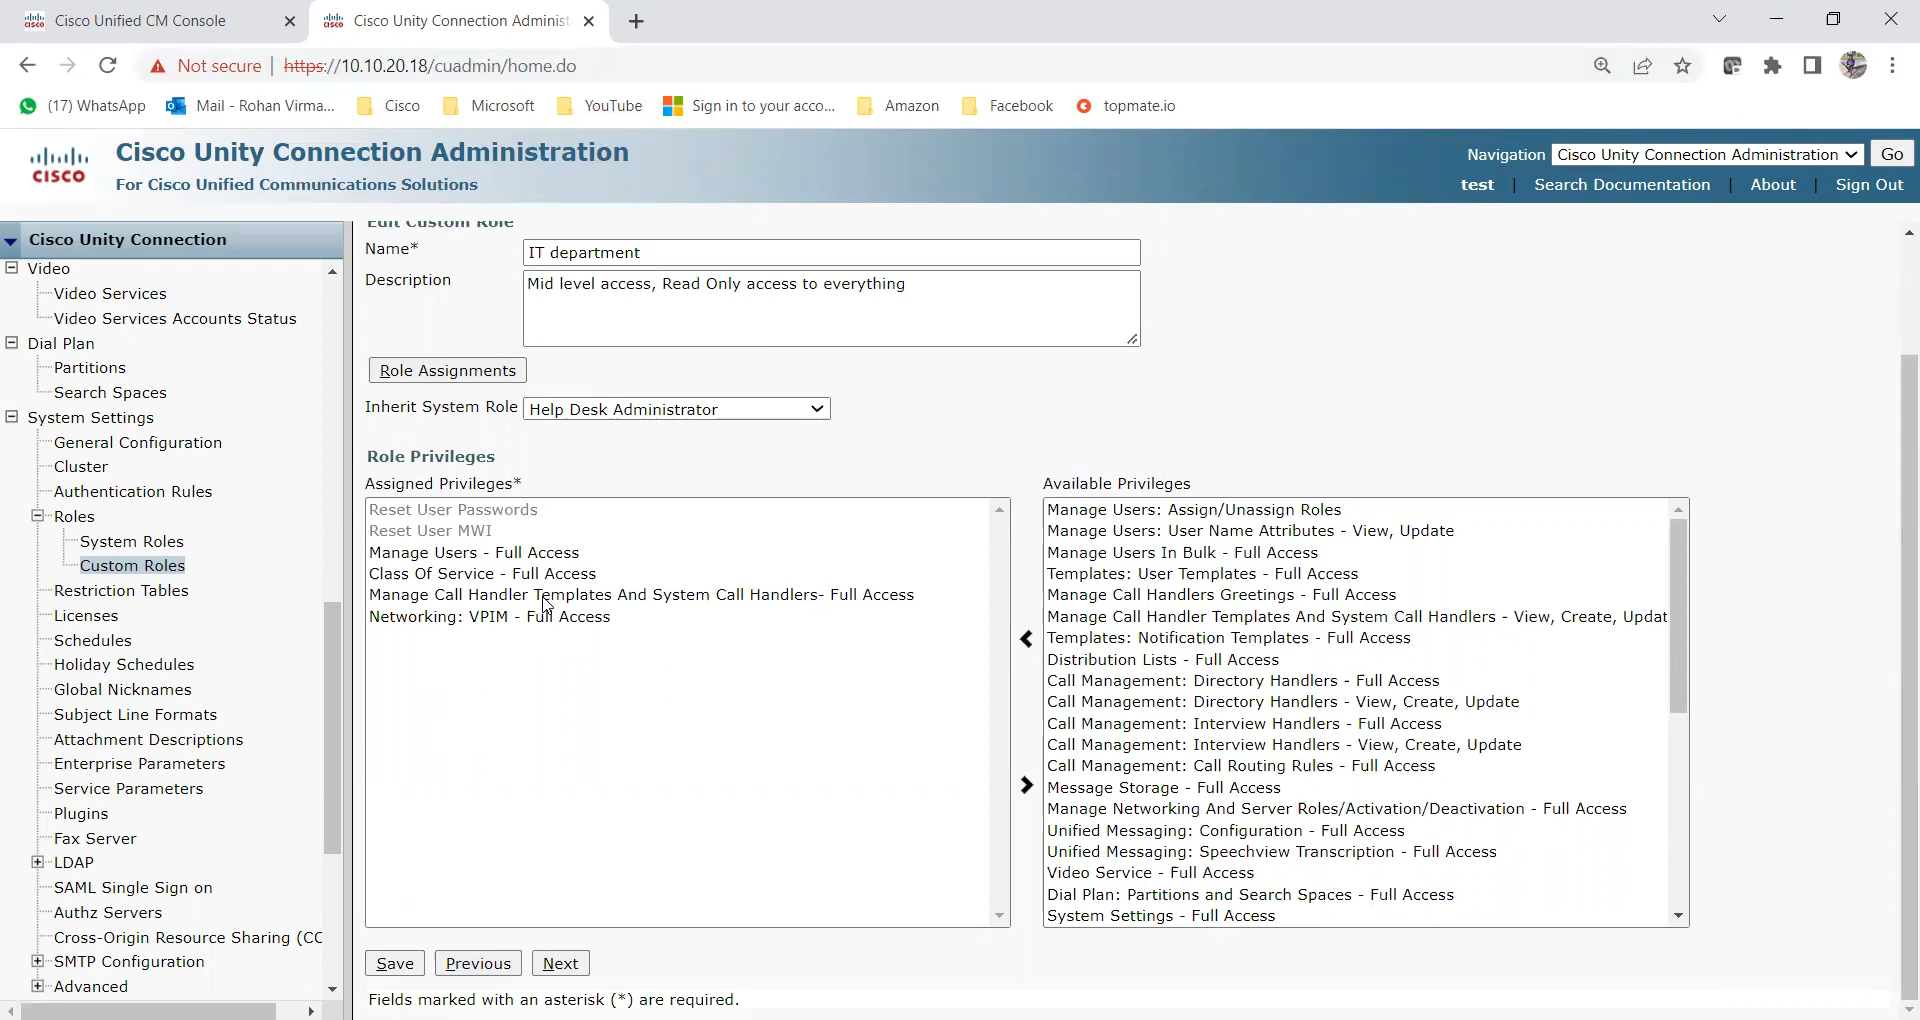 Cisco Unified CM Console
Cisco Unity Connection Administ
Not secure
https://10.10.20.18/cuadmin/home.do
(17) WhatsApp
Mail - Rohan Virma...
Cisco
Microsoft
YouTube
Sign in to your acco...
Amazon
Facebook
topmate.io
CISCO
Cisco Unity Connection Administration
For Cisco Unified Communications Solutions
Navigation Cisco Unity Connection Administration Go
test | Search Documentation | About | Sign Out
Cisco Unity Connection
Video
Video Services
Video Services Accounts Status
Dial Plan
Partitions
Search Spaces
System Settings
General Configuration
Cluster
Authentication Rules
Roles
System Roles
Custom Roles
Restriction Tables
Licenses
Schedules
Holiday Schedules
Global Nicknames
Subject Line Formats
Attachment Descriptions
Enterprise Parameters
Service Parameters
Plugins
Fax Server
LDAP
SAML Single Sign on
Authz Servers
Cross-Origin Resource Sharing (CC
SMTP Configuration
Advanced
Edit Custom Role
Name* IT department
Description Mid level access, Read Only access to everything
Role Assignments
Inherit System Role Help Desk Administrator
Role Privileges
Assigned Privileges*
Reset User Passwords
Reset User MWI
Manage Users - Full Access
Class Of Service - Full Access
Manage Call Handler Templates And System Call Handlers- Full Access
Networking: VPIM - Full Access
Available Privileges
Manage Users: Assign/Unassign Roles
Manage Users: User Name Attributes - View, Update
Manage Users In Bulk - Full Access
Templates: User Templates - Full Access
Manage Call Handlers Greetings - Full Access
Manage Call Handler Templates And System Call Handlers - View, Create, Updat
Templates: Notification Templates - Full Access
Distribution Lists - Full Access
Call Management: Directory Handlers - Full Access
Call Management: Directory Handlers - View, Create, Update
Call Management: Interview Handlers - Full Access
Call Management: Interview Handlers - View, Create, Update
Call Management: Call Routing Rules - Full Access
Message Storage - Full Access
Manage Networking And Server Roles/Activation/Deactivation - Full Access
Unified Messaging: Configuration - Full Access
Unified Messaging: Speechview Transcription - Full Access
Video Service - Full Access
Dial Plan: Partitions and Search Spaces - Full Access
System Settings - Full Access
Save Previous Next
Fields marked with an asterisk (*) are required.